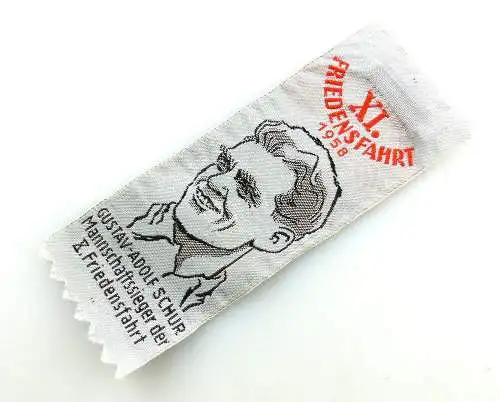 XI.
FRIEDENSFAHRT
1958
GUSTAV-ADOLF SCHUR
Mannschaftssieger der
X. Friedensfahrt